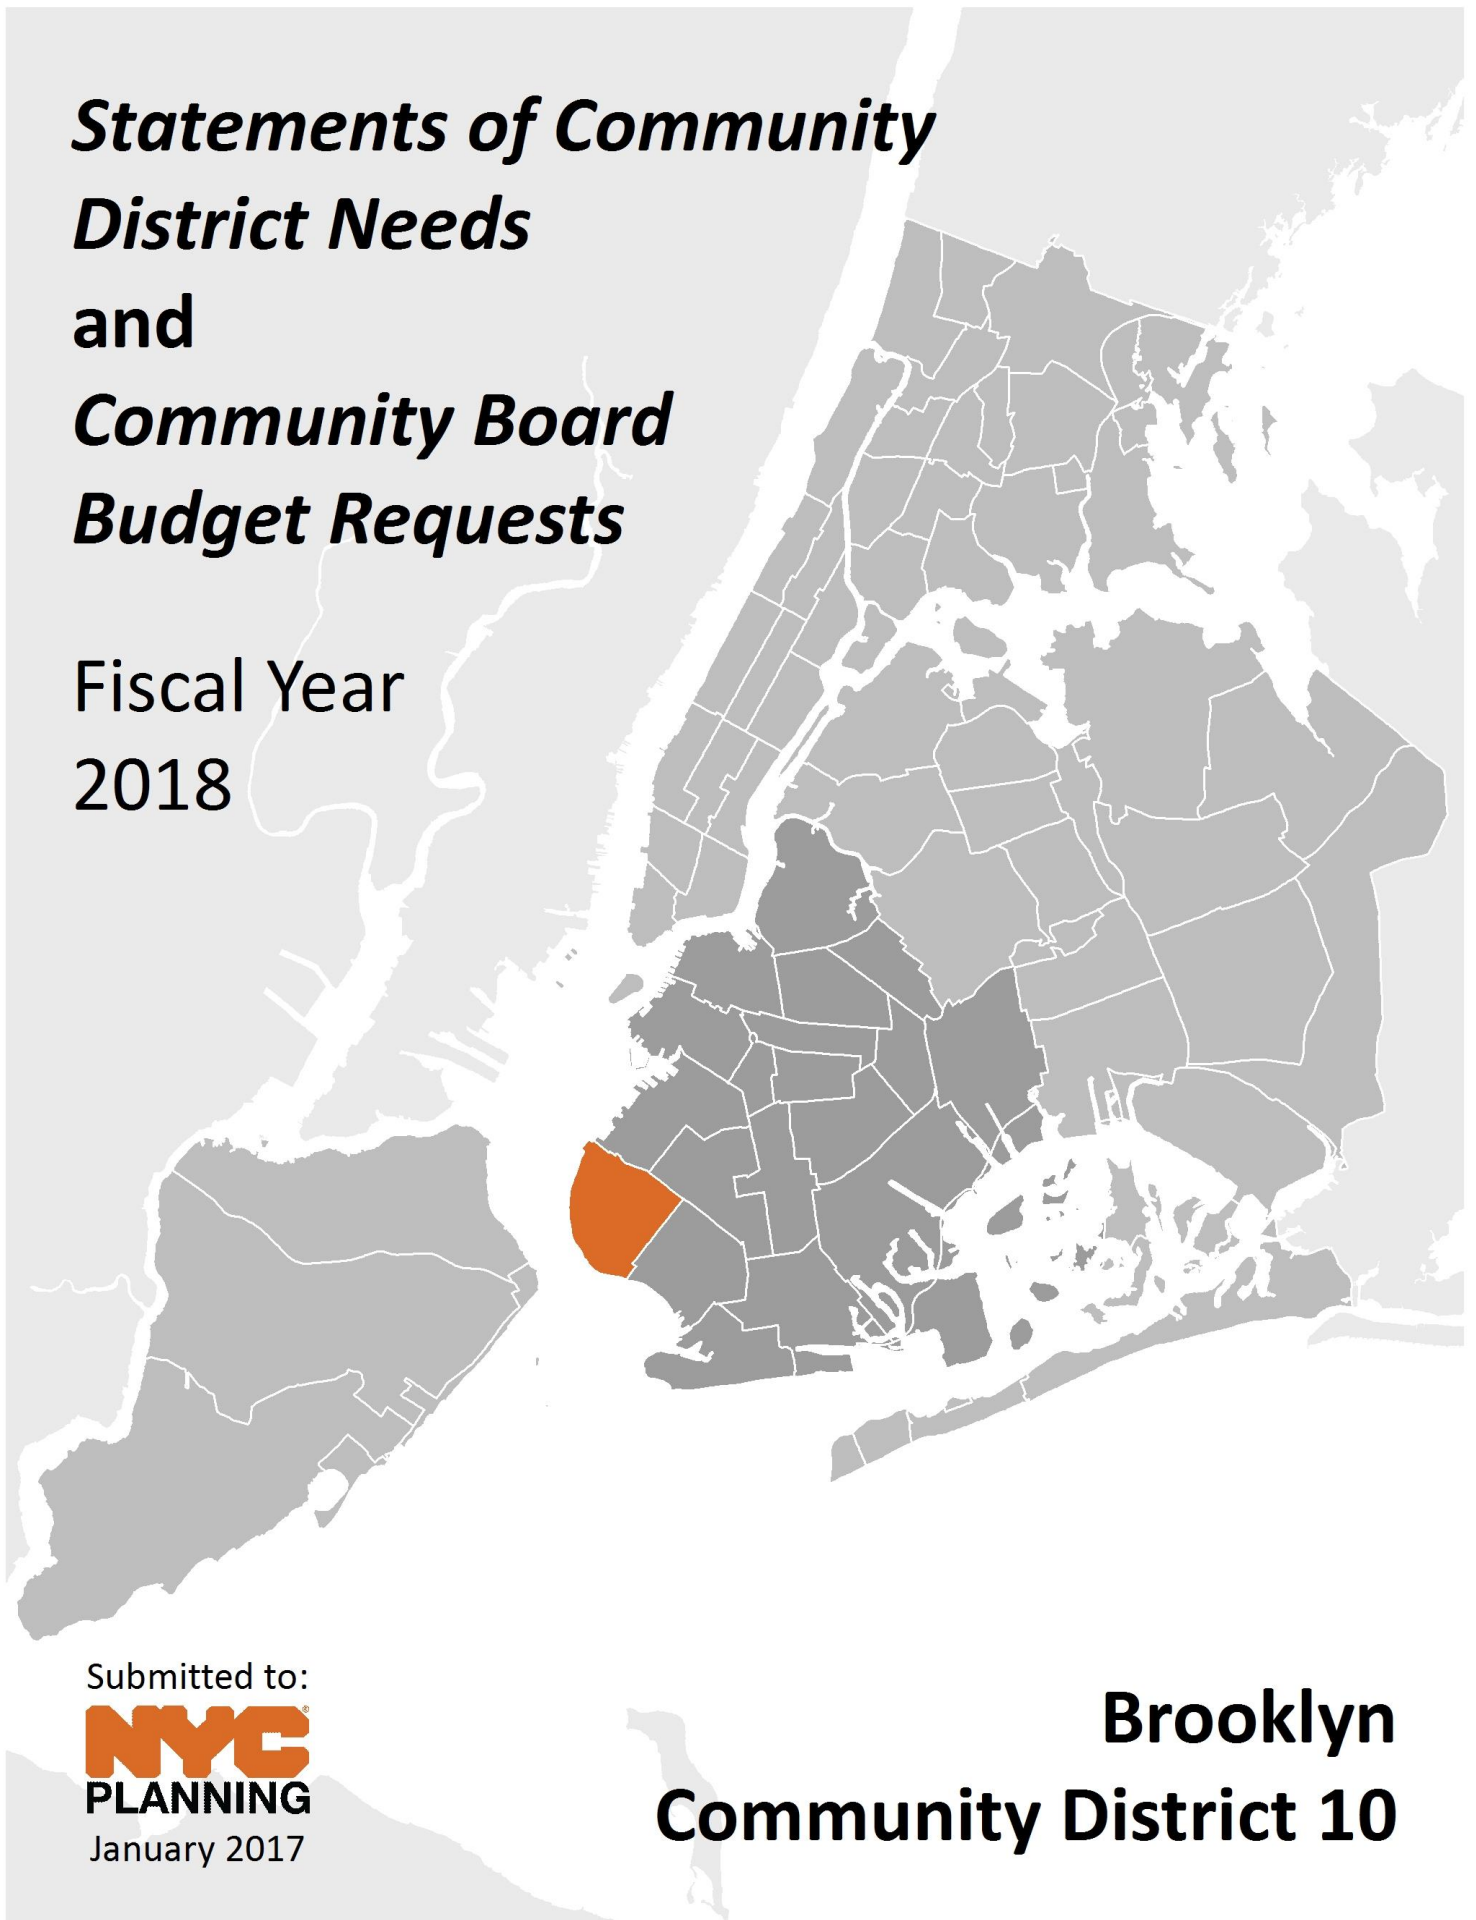 Statements of Community
District Needs
and
Community Board
Budget Requests
Fiscal Year
2018
Submitted to:
NYC®
PLANNING
January 2017
Brooklyn
Community District 10